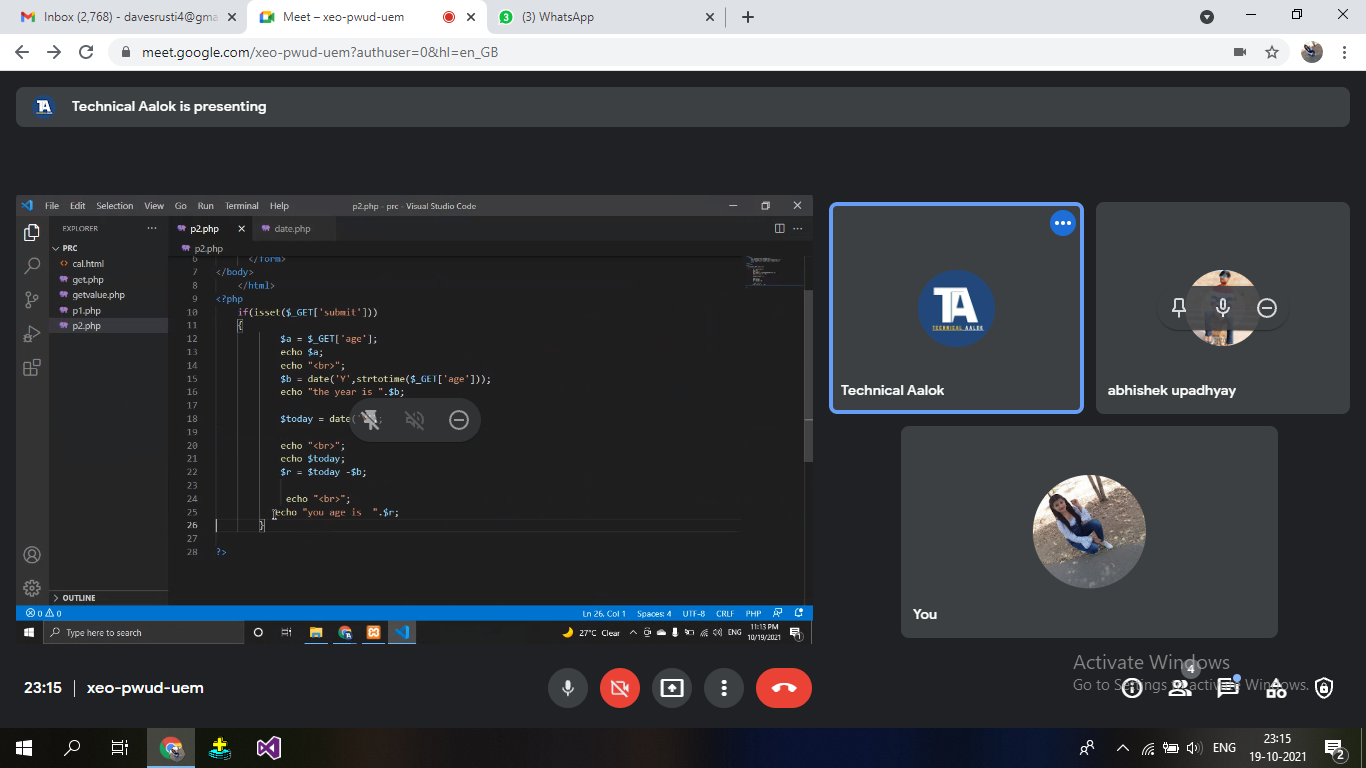 Inbox (2,768) - davesrusti4@gma
Meet – xeo-pwud-uem
3
(3) WhatsApp
meet.google.com/xeo-pwud-uem?authuser=0&hl=en_GB
TA
Technical Aalok is presenting
File Edit Selection View Go Run Terminal Help
p2.php - prc - Visual Studio Code
EXPLORER
p2.php
date.php
PRC
p2.php
cal.html
get.php
getvalue.php
p1.php
p2.php
6 </form>
7 </body>
8 </html>
9 <?php
10 if(isset($_GET['submit']))
11 {
12 $a = $_GET['age'];
13 echo $a;
14 echo "<br>";
15 $b = date('Y',strtotime($_GET['age']));
16 echo "the year is ".$b;
17
18 $today = date(
19
20 echo "<br>";
21 echo $today;
22 $r = $today -$b;
23
24 echo "<br>";
25 echo "you age is  ".$r;
26 }
27
28 ?>
OUTLINE
0 0
Ln 26, Col 1 Spaces: 4 UTF-8 CRLF PHP
Type here to search
27°C Clear
ENG
11:13 PM
10/19/2021
TA
TECHNICAL AALOK
Technical Aalok
abhishek upadhyay
You
23:15 | xeo-pwud-uem
4
Activate Windows
Go to Settings to activate Windows.
ENG
23:15
19-10-2021
2